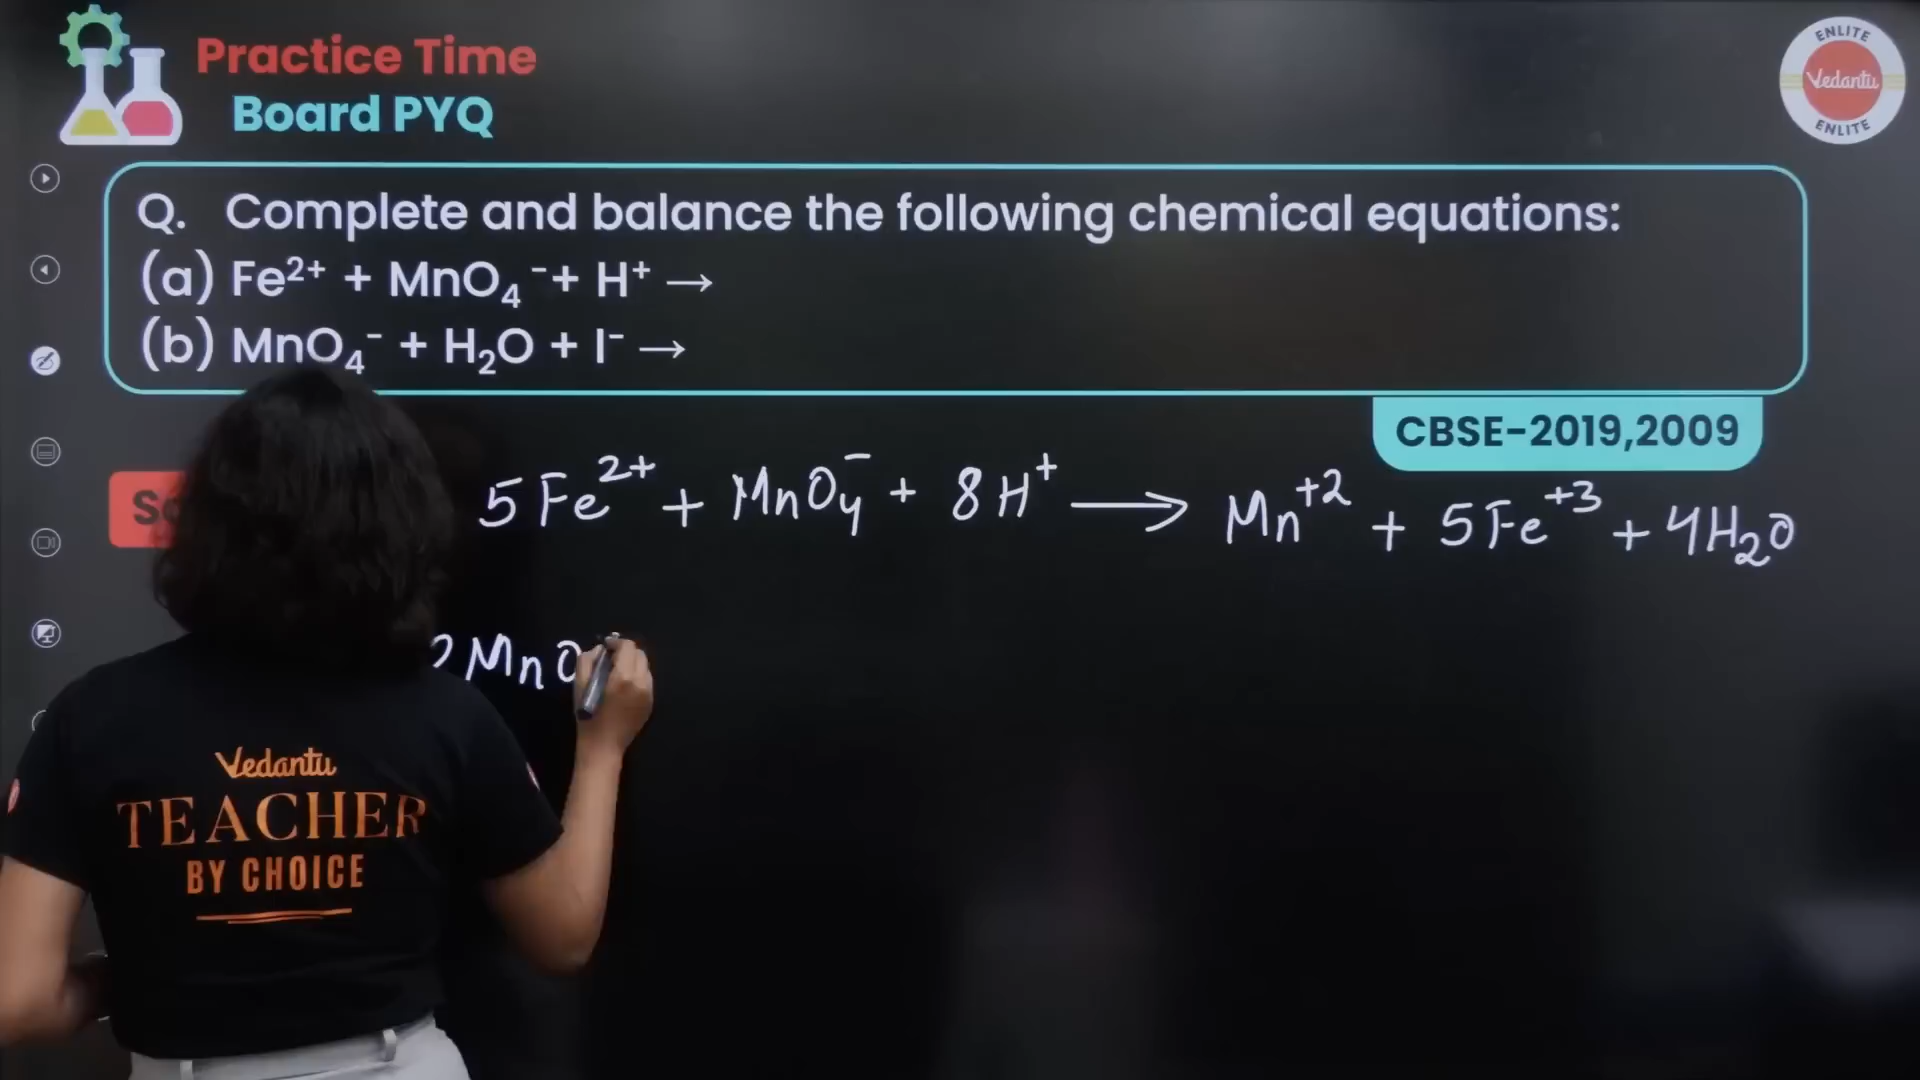 Practice Time
Board PYQ
ENLITE
Vedantu
ENLITE
Q. Complete and balance the following chemical equations:
(a) Fe²⁺ + MnO₄ ⁻+ H⁺ →
(b) MnO₄⁻ + H₂O + I⁻ →
CBSE-2019,2009
5Fe²⁺ + MnO₄⁻ + 8H⁺ ⟶ Mn⁺² + 5Fe⁺³ + 4H₂O
2MnO
Vedantu
TEACHER
BY CHOICE